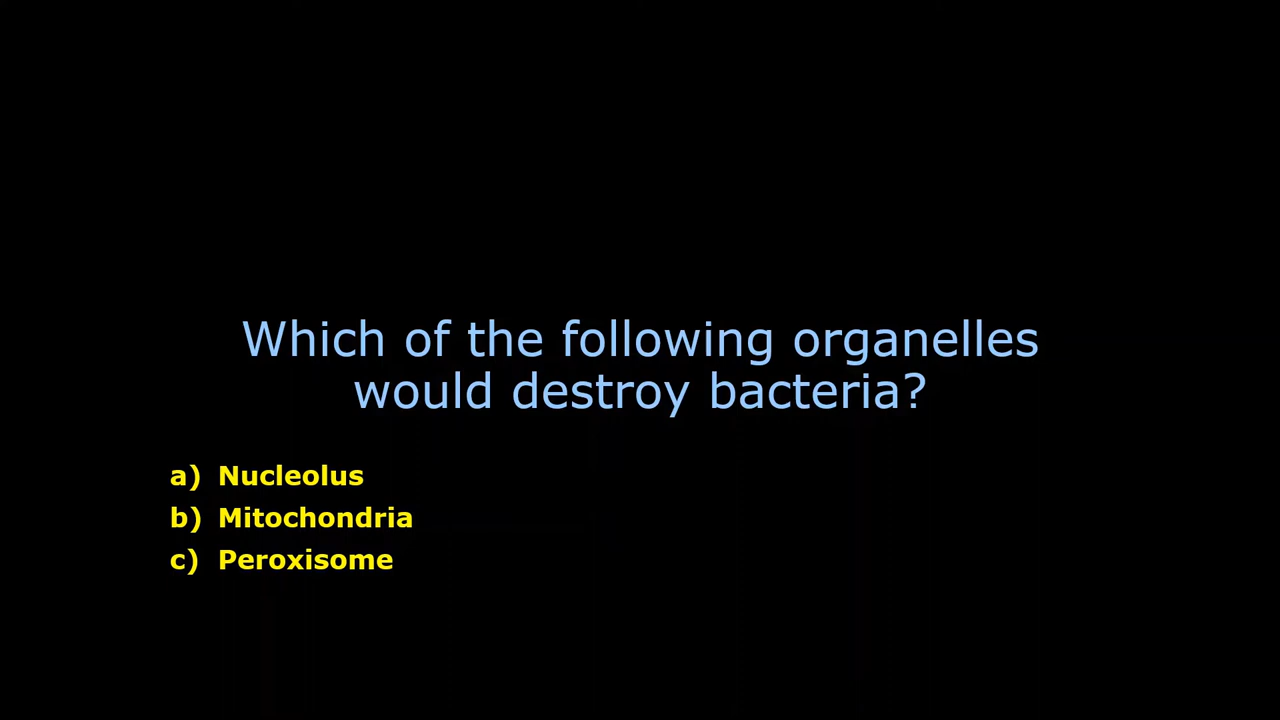 Which of the following organelles
would destroy bacteria?
a) Nucleolus
b) Mitochondria
c) Peroxisome